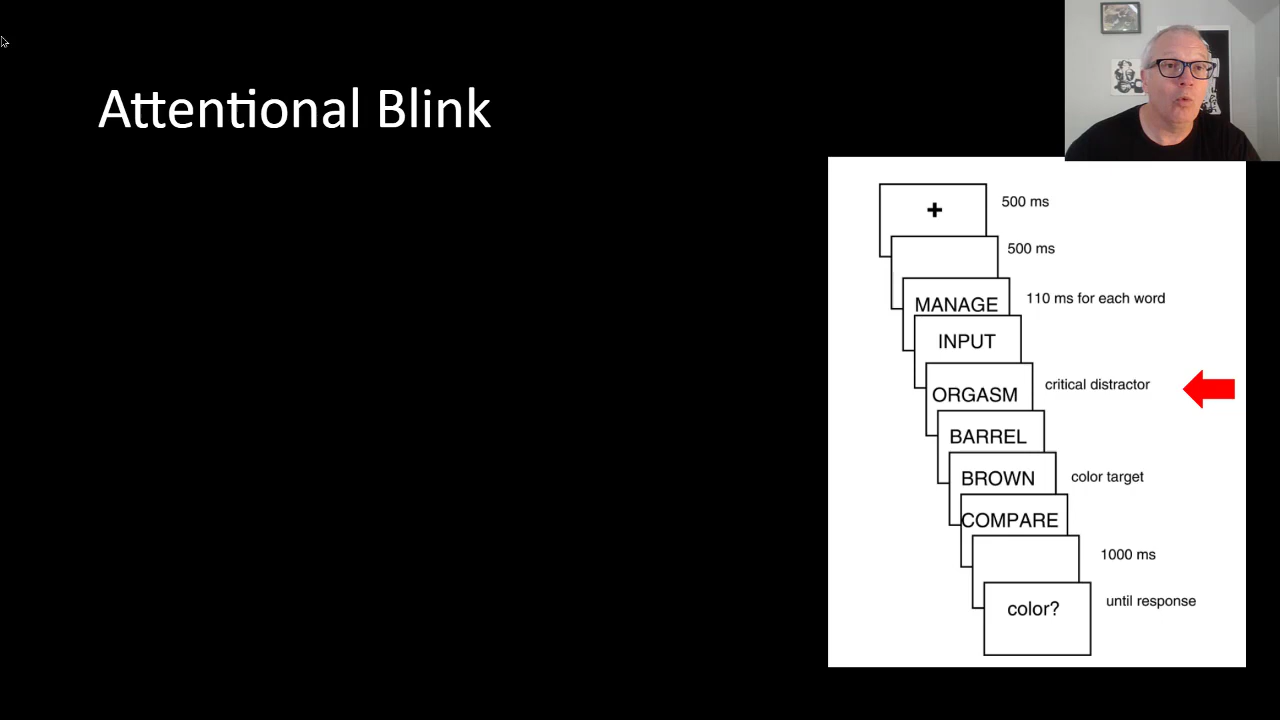 Attentional Blink
+
500 ms
500 ms
MANAGE
110 ms for each word
INPUT
ORGASM
critical distractor
BARREL
BROWN
color target
COMPARE
1000 ms
color?
until response